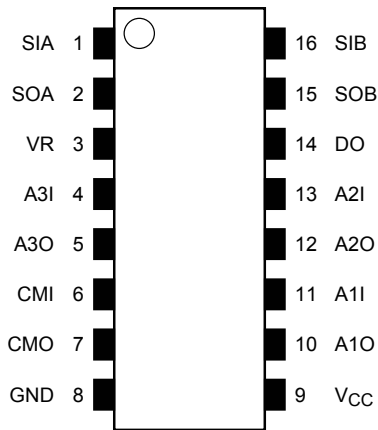 SIA 1 16 SIB
SOA 2 15 SOB
VR 3 14 DO
A3I 4 13 A2I
A3O 5 12 A2O
CMI 6 11 A1I
CMO 7 10 A1O
GND 8 9 VCC